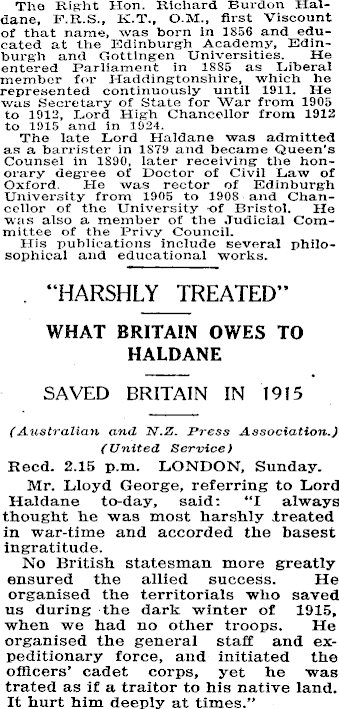 The Right Hon. Richard Burdon Hal-
dane, F.R.S., K.T., O.M., first Viscount
of that name, was born in 1856 and edu-
cated at the Edinburgh Academy, Edin-
burgh and Gottingen Universities. He
entered Parliament in 1885 as Liberal
member for Haddingtonshire, which he
represented continuously until 1911. He
was Secretary of State for War from 1905
to 1912, Lord High Chancellor from 1912
to 1915 and in 1924.
The late Lord Haldane was admitted
as a barrister in 1879 and became Queen's
Counsel in 1890, later receiving the hon-
orary degree of Doctor of Civil Law of
Oxford. He was rector of Edinburgh
University from 1905 to 1908 and Chan-
cellor of the University of Bristol. He
was also a member of the Judicial Com-
mittee of the Privy Council.
His publications include several philo-
sophical and educational works.
"HARSHLY TREATED"
WHAT BRITAIN OWES TO
HALDANE
SAVED BRITAIN IN 1915
(Australian and N.Z. Press Association.)
(United Service)
Recd. 2.15 p.m. LONDON, Sunday.
Mr. Lloyd George, referring to Lord
Haldane to-day, said: "I always
thought he was most harshly treated
in war-time and accorded the basest
ingratitude.
No British statesman more greatly
ensured the allied success. He
organised the territorials who saved
us during the dark winter of 1915,
when we had no other troops. He
organised the general staff and ex-
peditionary force, and initiated the
officers' cadet corps, yet he was
trated as if a traitor to his native land.
It hurt him deeply at times."